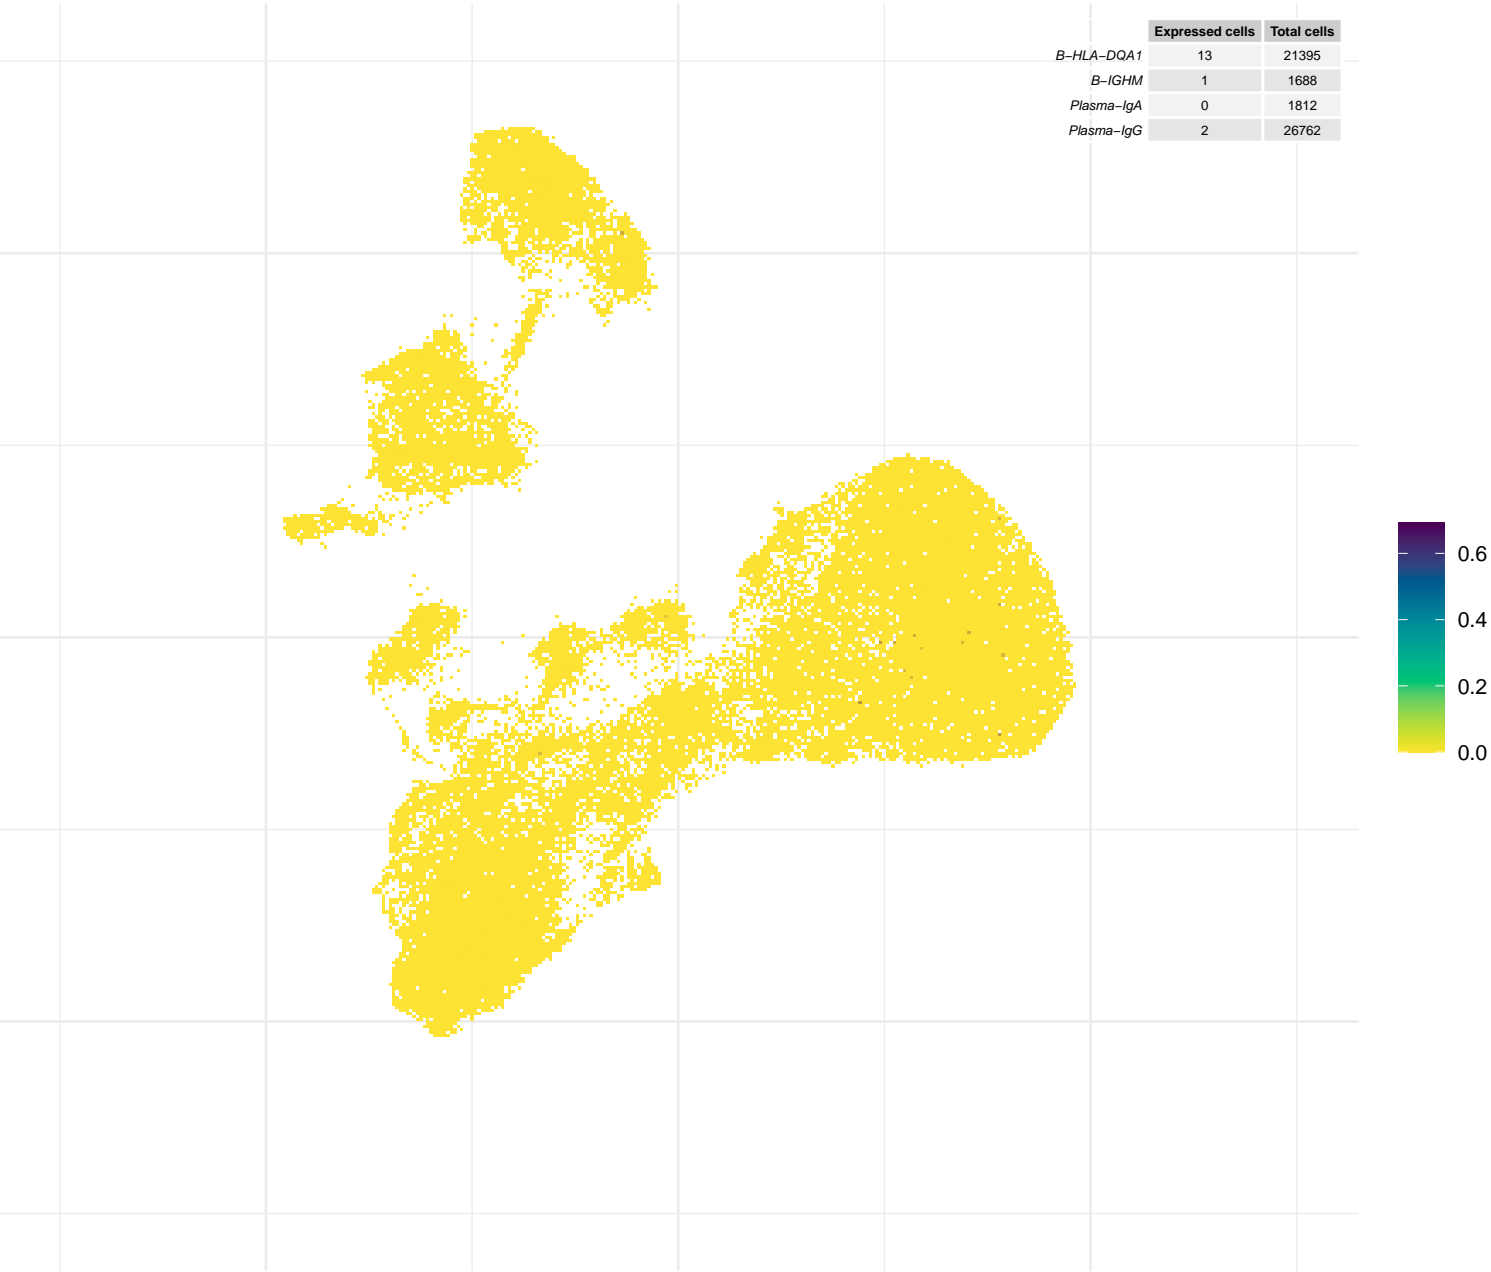 Expressed cells Total cells
B−HLA−DQA1 13 21395
B−IGHM 1 1688
Plasma−IgA 0 1812
Plasma−IgG 2 26762
0.6
0.4
0.2
0.0